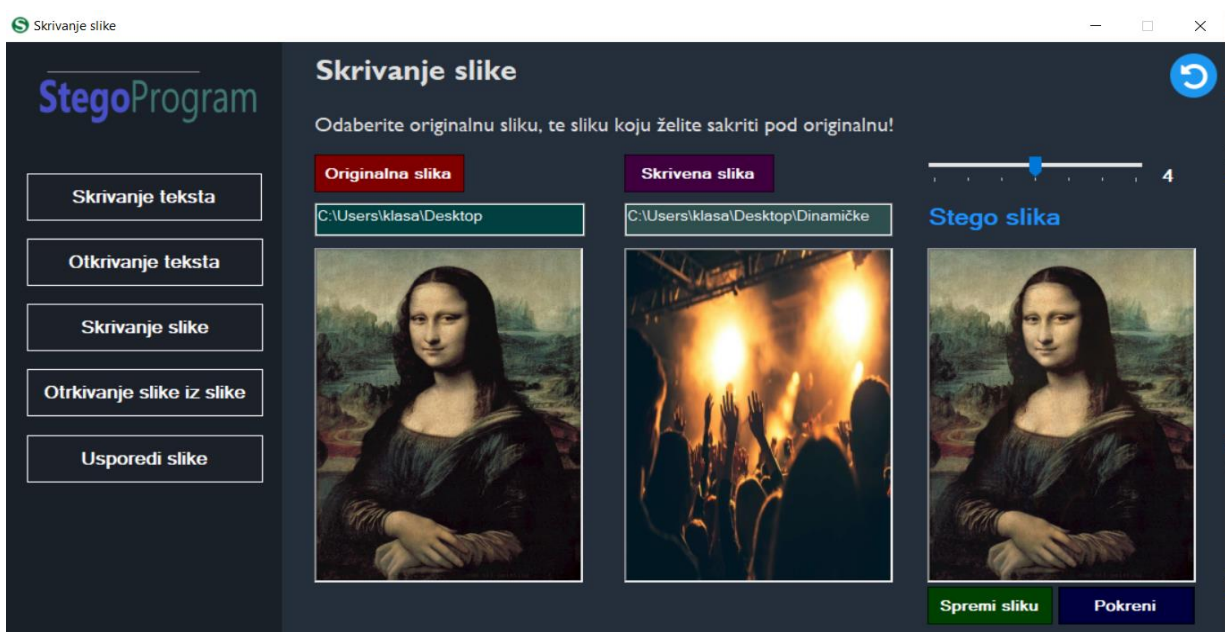 Skrivanje slike
StegoProgram
Skrivanje teksta
Otkrivanje teksta
Skrivanje slike
Otrkivanje slike iz slike
Usporedi slike
Skrivanje slike
Odaberite originalnu sliku, te sliku koju želite sakriti pod originalnu!
Originalna slika
C:\Users\klasa\Desktop
Skrivena slika
C:\Users\klasa\Desktop\Dinamičke
4
Stego slika
Spremi sliku
Pokreni